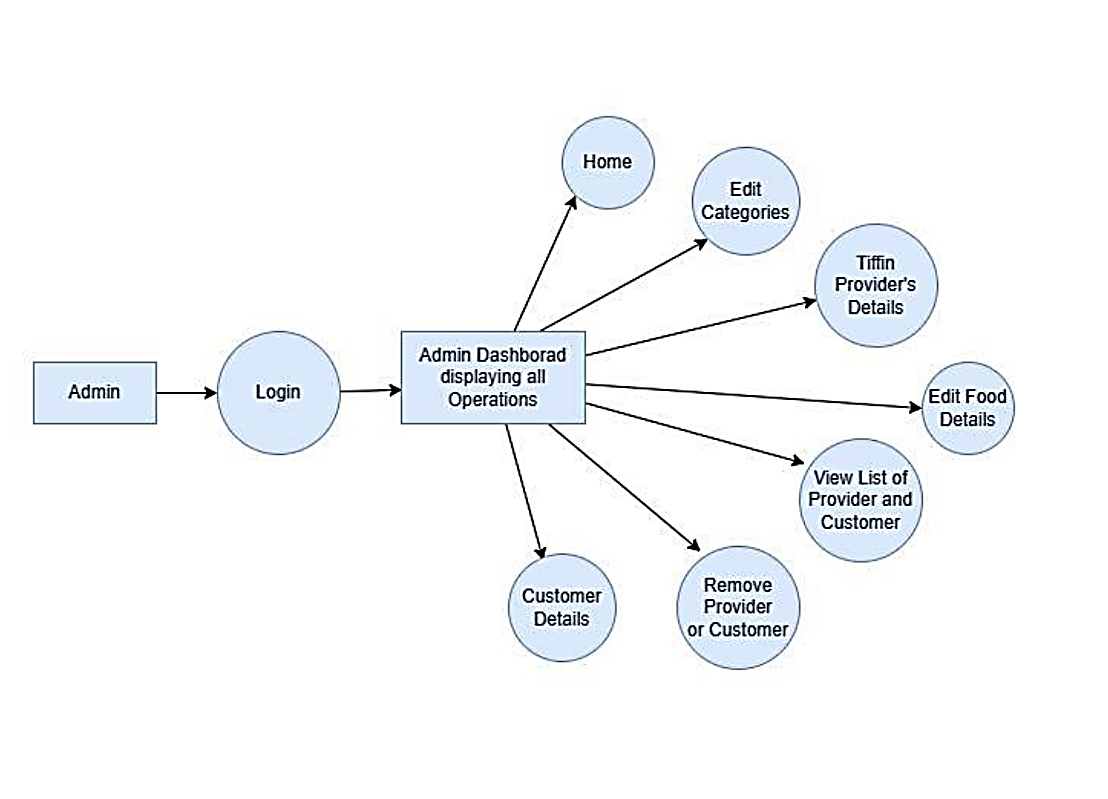 Home
Edit
Categories
Tiffin
Provider's
Details
Admin
Login
Admin Dashborad
displaying all
Operations
Edit Food
Details
View List of
Provider and
Customer
Customer
Details
Remove
Provider
or Customer